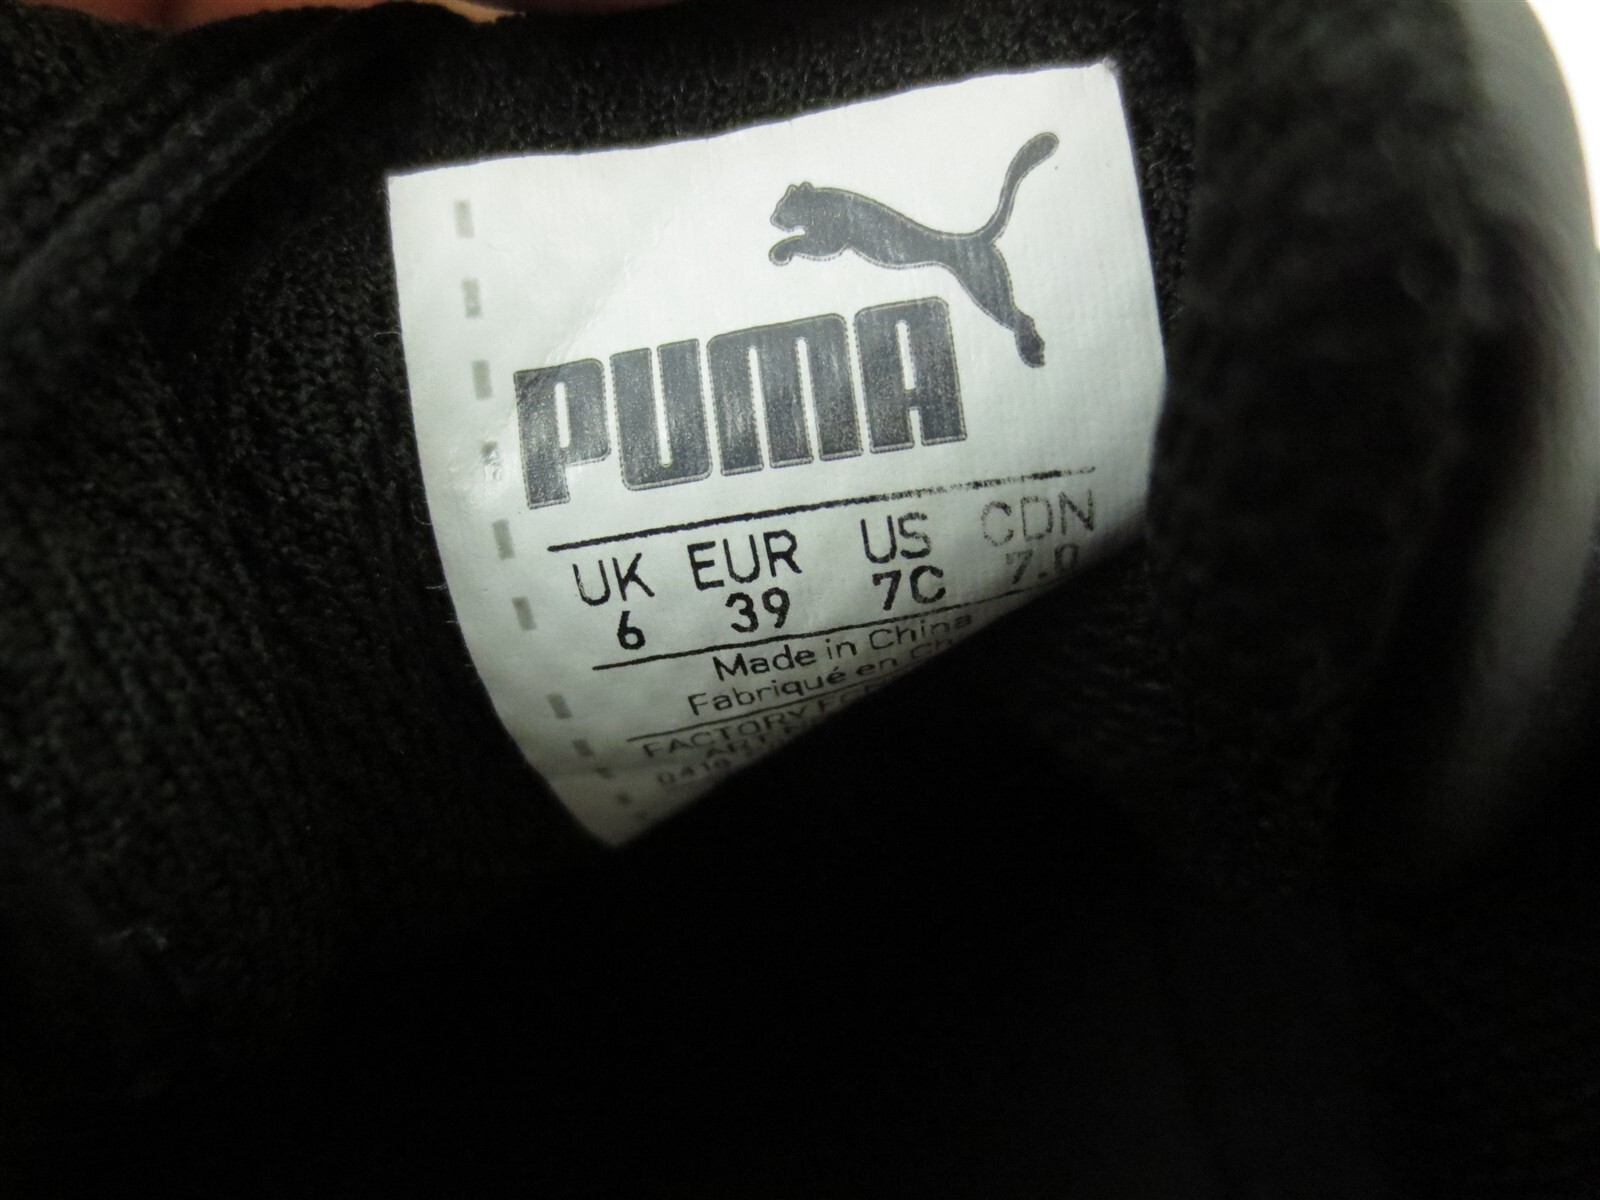 PUMA
UK EUR US CDN
6 39 7C 7.0
Made in China
Fabriqué en
FACTORY